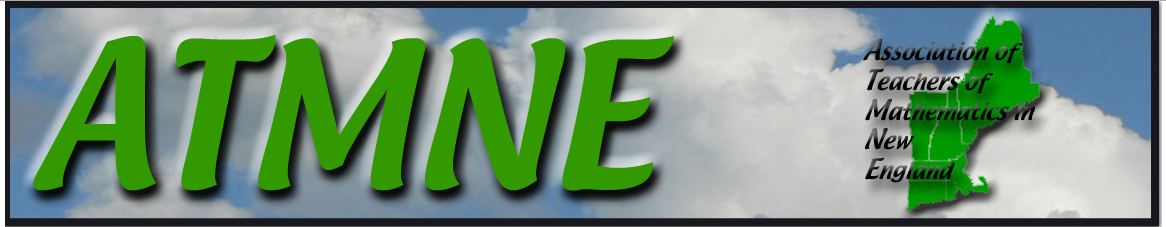 ATMNE
Association of
Teachers of
Mathematics in
New
England